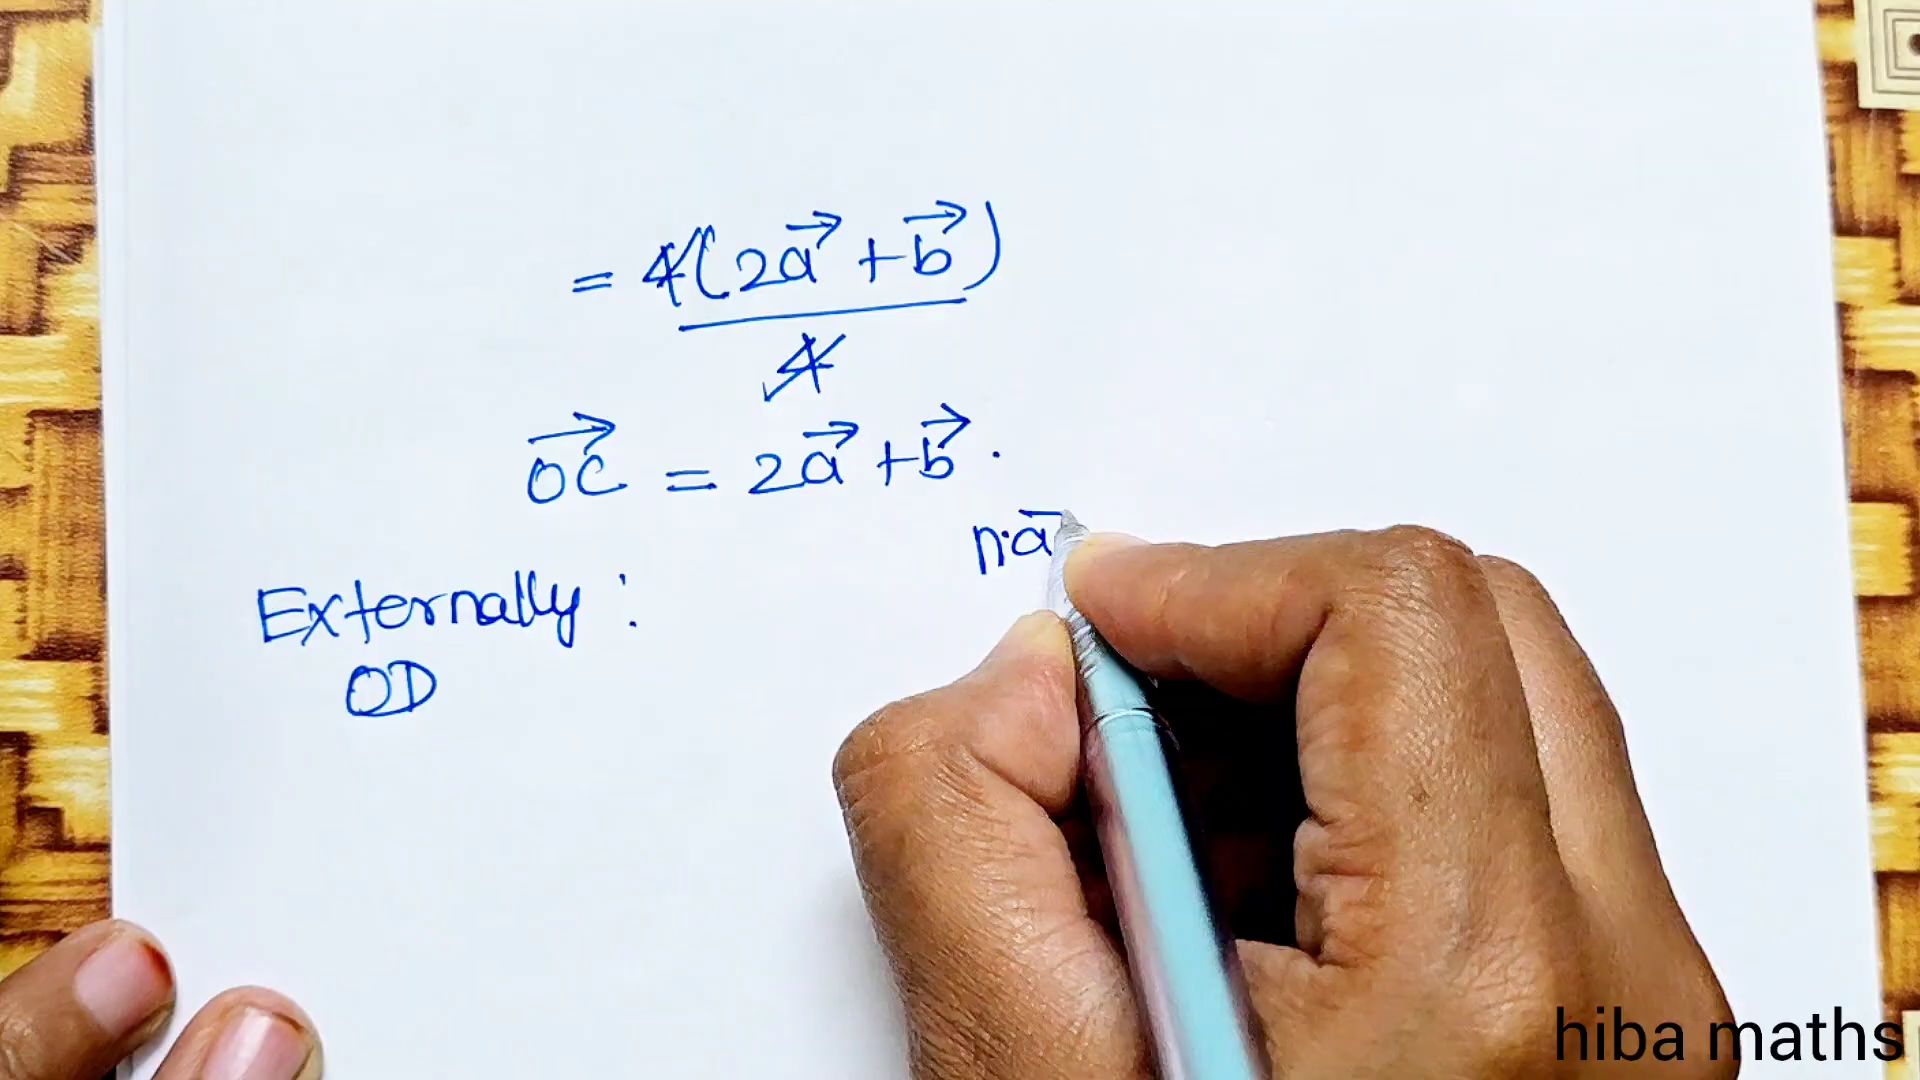 = 4(2a⃗ + b⃗)
4
OC⃗ = 2a⃗ + b⃗ .
n·a⃗
Externally :
OD
hiba maths